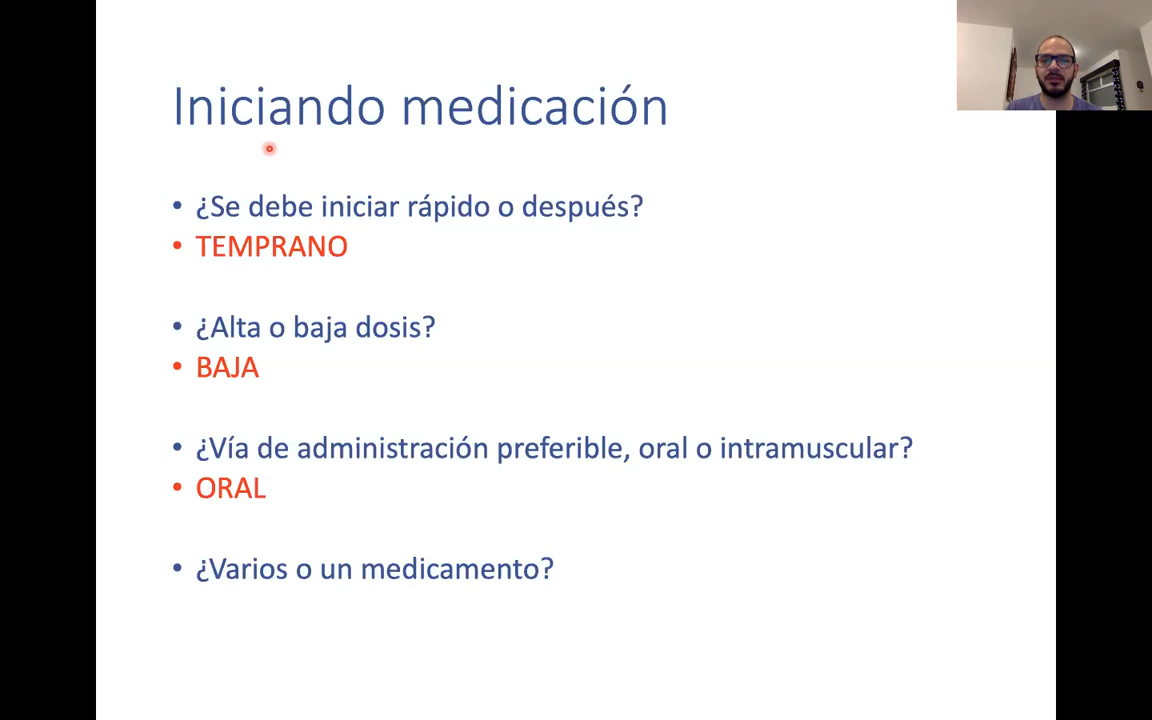 Iniciando medicación
• ¿Se debe iniciar rápido o después?
• TEMPRANO
• ¿Alta o baja dosis?
• BAJA
• ¿Vía de administración preferible, oral o intramuscular?
• ORAL
• ¿Varios o un medicamento?